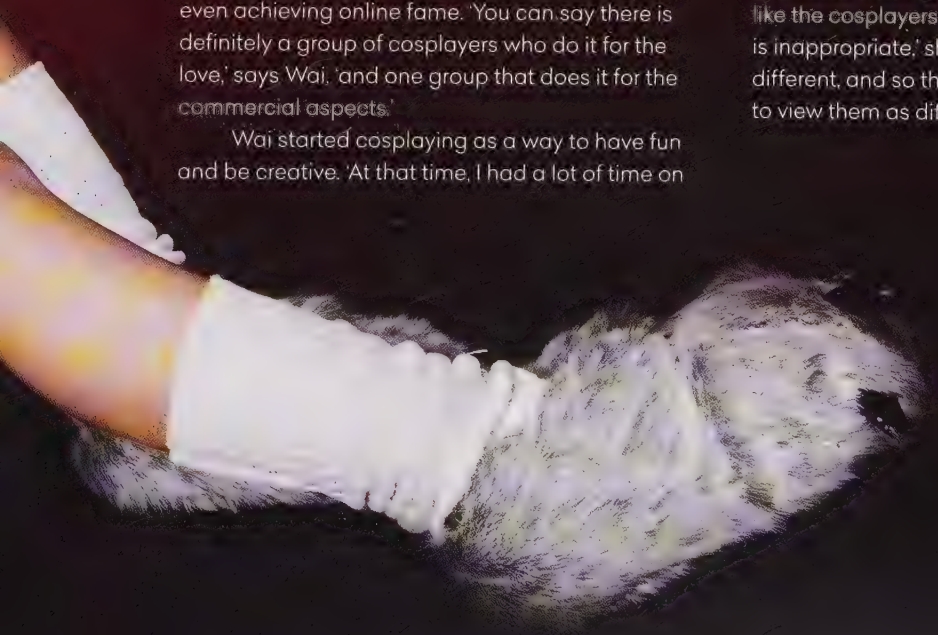 even achieving online fame. ‘You can say there is
definitely a group of cosplayers who do it for the
love,’ says Wai, ‘and one group that does it for the
commercial aspects.’
Wai started cosplaying as a way to have fun
and be creative. ‘At that time, I had a lot of time on
like the cosplayers
is inappropriate,’
different, and so
to view them as